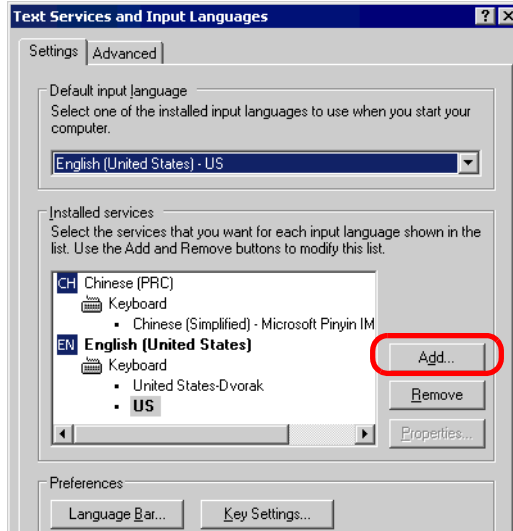 Text Services and Input Languages
Settings
Advanced
Default input language
Select one of the installed input languages to use when you start your
computer.
English (United States) - US
Installed services
Select the services that you want for each input language shown in the
list. Use the Add and Remove buttons to modify this list.
CH Chinese (PRC)
Keyboard
• Chinese (Simplified) - Microsoft Pinyin IM
EN English (United States)
Keyboard
• United States-Dvorak
• US
Add...
Remove
Properties...
Preferences
Language Bar...
Key Settings...